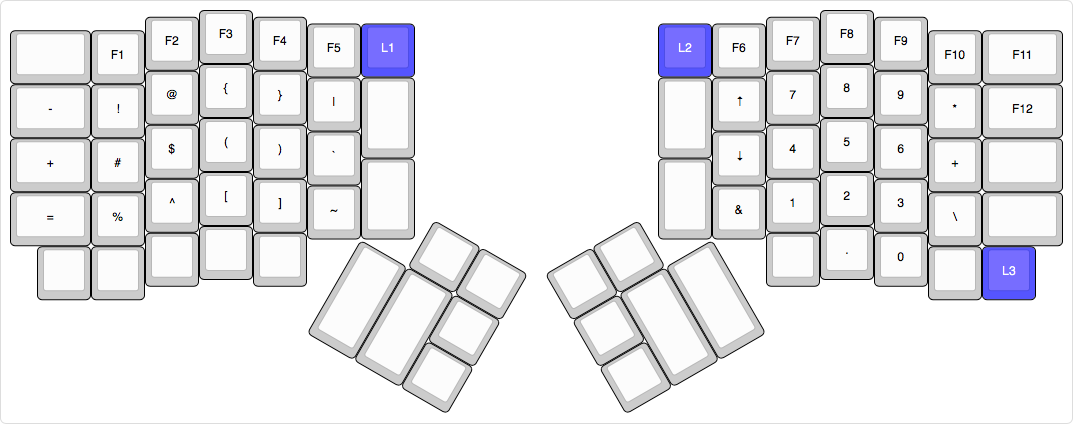 F1 F2 F3 F4 F5 L1 L2 F6 F7 F8 F9 F10 F11
- ! @ { } | ↑ 7 8 9 * F12
+ # $ ( ) ` ↓ 4 5 6 +
= % ^ [ ] ~ & 1 2 3 \
. 0 L3